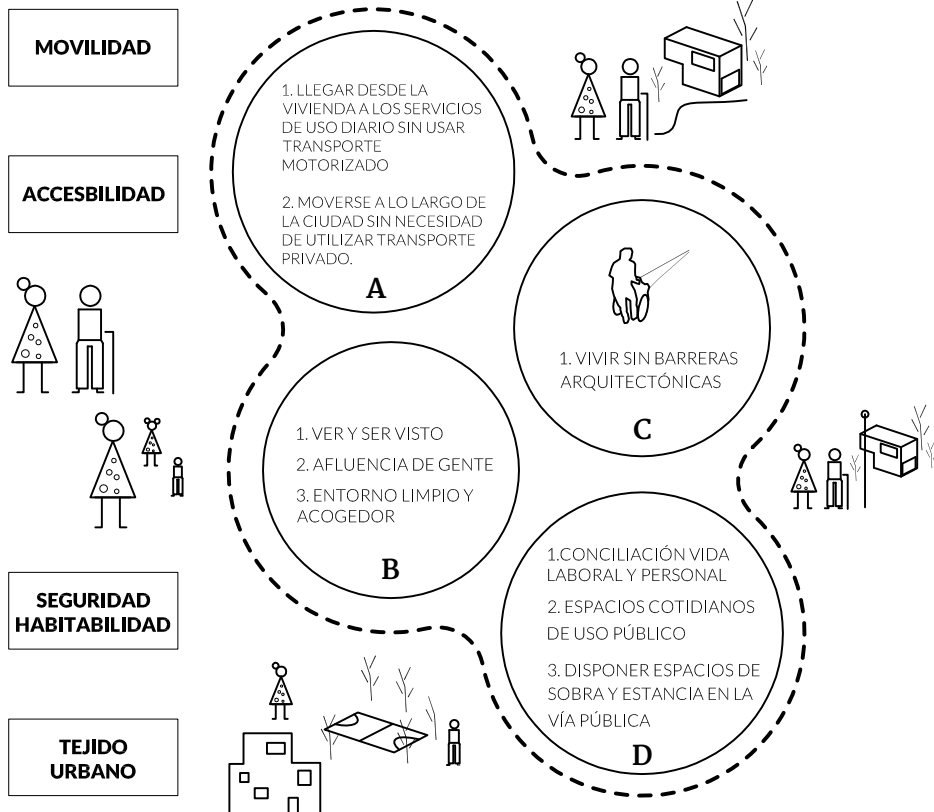 MOVILIDAD
ACCESBILIDAD
1. LLEGAR DESDE LA
VIVIENDA A LOS SERVICIOS
DE USO DIARIO SIN USAR
TRANSPORTE
MOTORIZADO
2. MOVERSE A LO LARGO DE
LA CIUDAD SIN NECESIDAD
DE UTILIZAR TRANSPORTE
PRIVADO.
A
1. VIVIR SIN BARRERAS
ARQUITECTÓNICAS
C
1. VER Y SER VISTO
2. AFLUENCIA DE GENTE
3. ENTORNO LIMPIO Y
ACOGEDOR
B
1.CONCILIACIÓN VIDA
LABORAL Y PERSONAL
2. ESPACIOS COTIDIANOS
DE USO PÚBLICO
3. DISPONER ESPACIOS DE
SOBRA Y ESTANCIA EN LA
VÍA PÚBLICA
D
SEGURIDAD
HABITABILIDAD
TEJIDO
URBANO